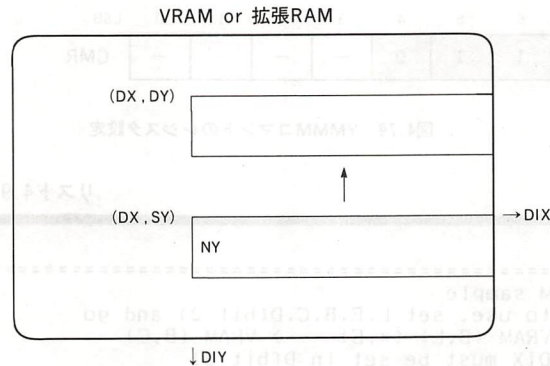 VRAM or 拡張RAM
(DX, DY)
(DX, SY)
→DIX
NY
↓DIY